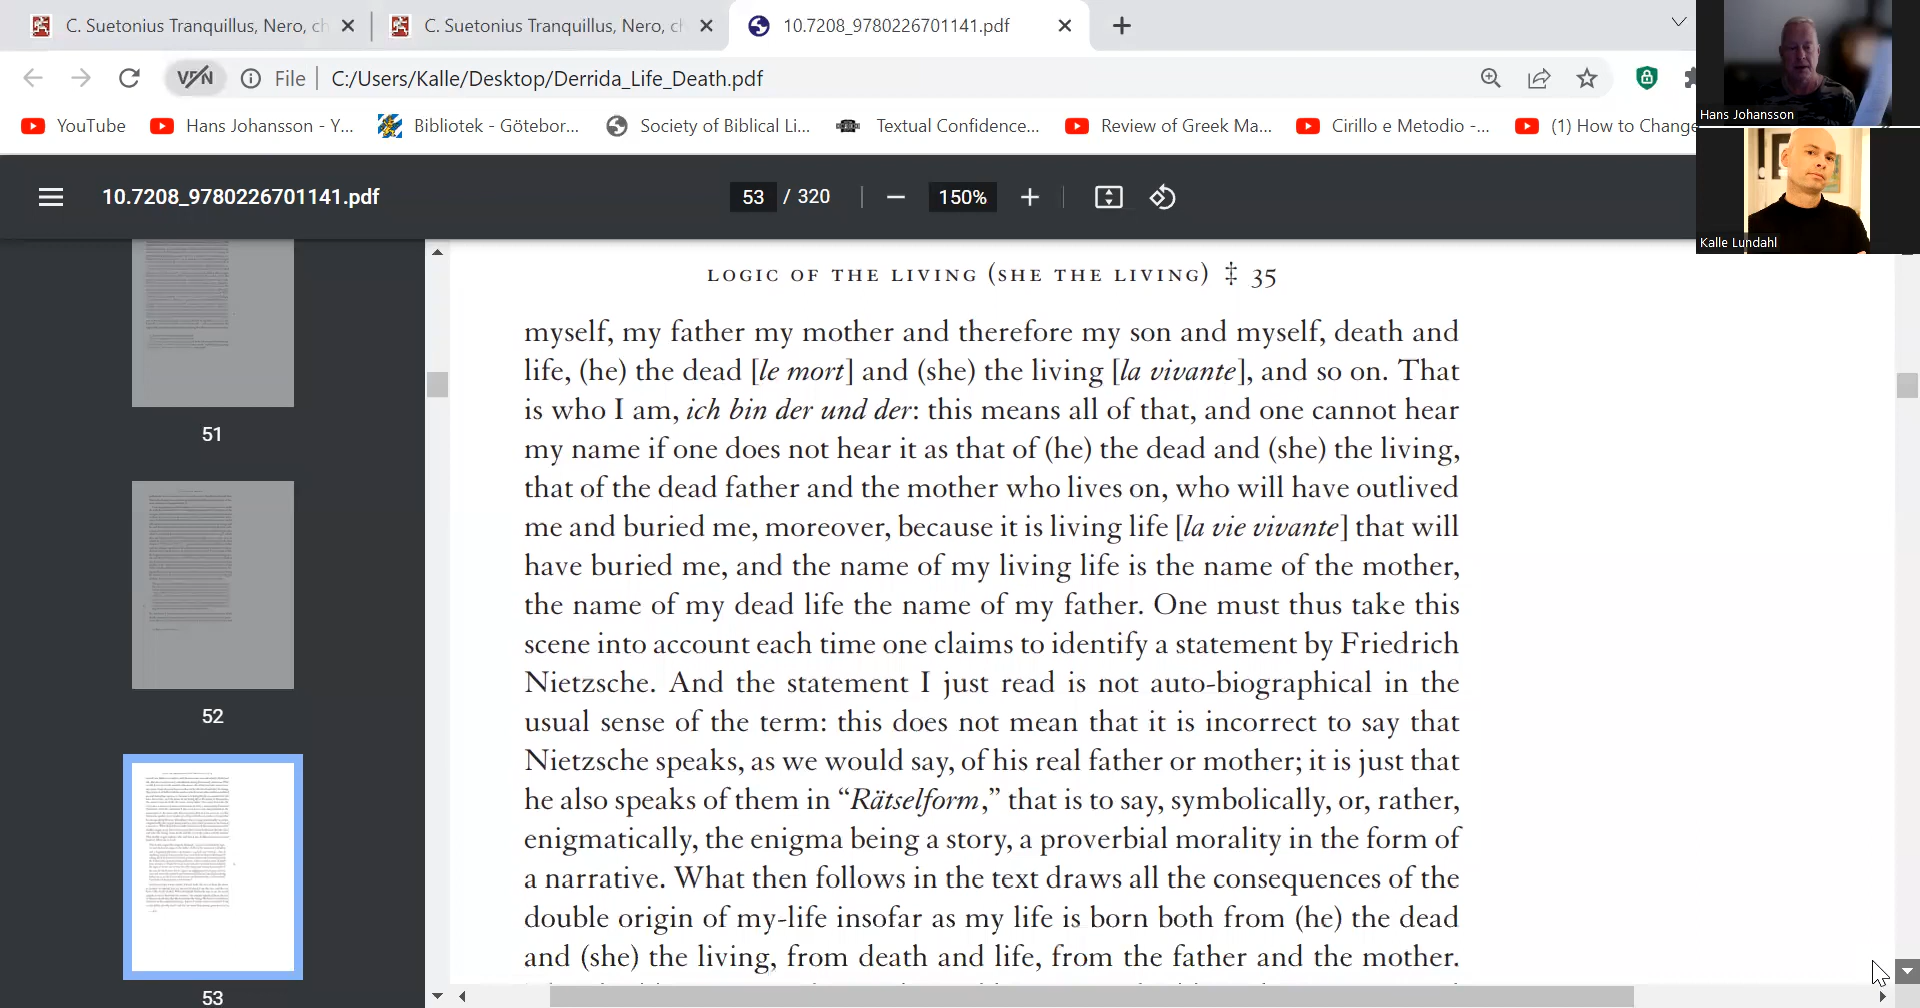 C. Suetonius Tranquillus, Nero, ch
C. Suetonius Tranquillus, Nero, ch
10.7208_9780226701141.pdf
VPN
File
C:/Users/Kalle/Desktop/Derrida_Life_Death.pdf
YouTube
Hans Johansson - Y...
Bibliotek - Götebor...
Society of Biblical Li...
Textual Confidence...
Review of Greek Ma...
Cirillo e Metodio -...
(1) How to Change
Hans Johansson
Kalle Lundahl
10.7208_9780226701141.pdf
53 / 320
150%
51
52
53
LOGIC OF THE LIVING (SHE THE LIVING) ‡ 35
myself, my father my mother and therefore my son and myself, death and
life, (he) the dead [le mort] and (she) the living [la vivante], and so on. That
is who I am, ich bin der und der: this means all of that, and one cannot hear
my name if one does not hear it as that of (he) the dead and (she) the living,
that of the dead father and the mother who lives on, who will have outlived
me and buried me, moreover, because it is living life [la vie vivante] that will
have buried me, and the name of my living life is the name of the mother,
the name of my dead life the name of my father. One must thus take this
scene into account each time one claims to identify a statement by Friedrich
Nietzsche. And the statement I just read is not auto-biographical in the
usual sense of the term: this does not mean that it is incorrect to say that
Nietzsche speaks, as we would say, of his real father or mother; it is just that
he also speaks of them in “Rätselform,” that is to say, symbolically, or, rather,
enigmatically, the enigma being a story, a proverbial morality in the form of
a narrative. What then follows in the text draws all the consequences of the
double origin of my-life insofar as my life is born both from (he) the dead
and (she) the living, from death and life, from the father and the mother.